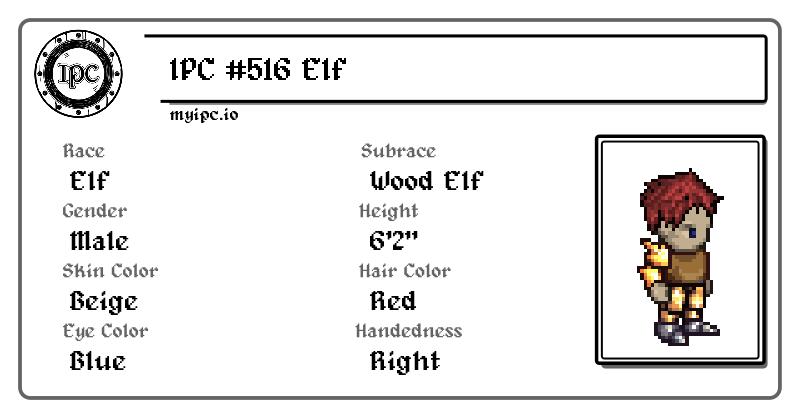 IPC
IPC #516 Elf
myipc.io
Race
Elf
Subrace
Wood Elf
Gender
Male
Height
6'2"
Skin Color
Beige
Hair Color
Red
Eye Color
Blue
Handedness
Right